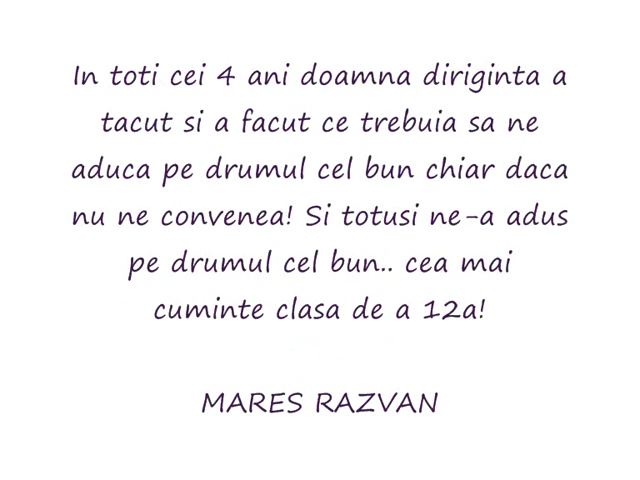 In toti cei 4 ani doamna diriginta a
tacut si a facut ce trebuia sa ne
aduca pe drumul cel bun chiar daca
nu ne convenea! Si totusi ne-a adus
pe drumul cel bun.. cea mai
cuminte clasa de a 12a!
MARES RAZVAN